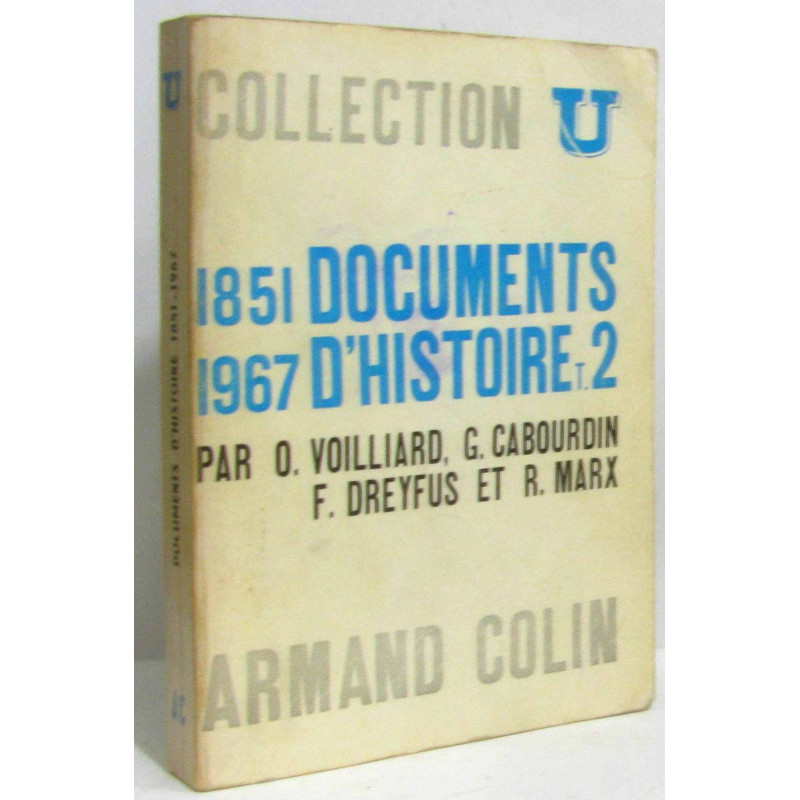 COLLECTION U
1851 DOCUMENTS
1967 D'HISTOIRE T.2
PAR O. VOILLIARD, G. CABOURDIN
F. DREYFUS ET R. MARX
ARMAND COLIN
U
DOCUMENTS D'HISTOIRE 1851-1967
AC